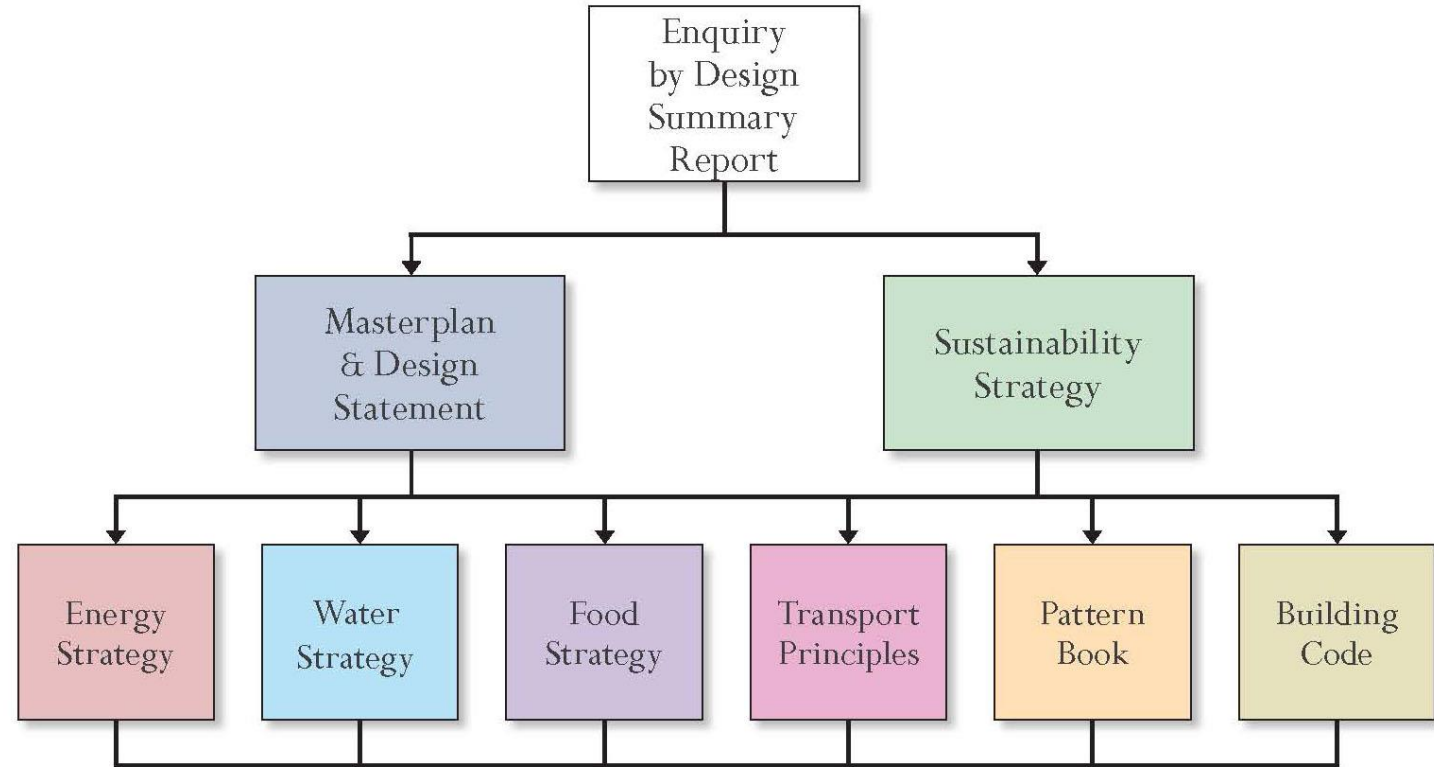 Enquiry
by Design
Summary
Report
Masterplan
& Design
Statement
Sustainability
Strategy
Energy
Strategy
Water
Strategy
Food
Strategy
Transport
Principles
Pattern
Book
Building
Code